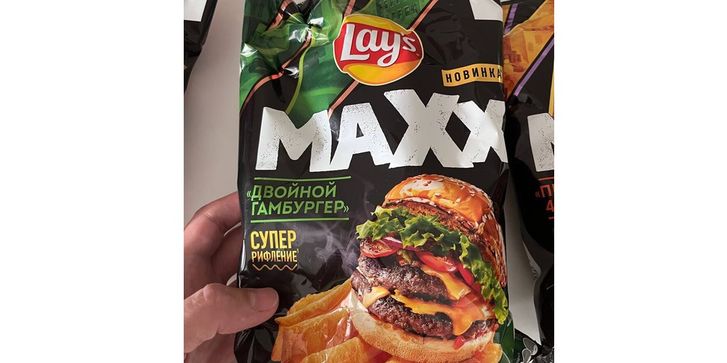 Lay's
НОВИНКА
MAXX
«ДВОЙНОЙ
ГАМБУРГЕР»
СУПЕР
РИФЛЕНИЕ